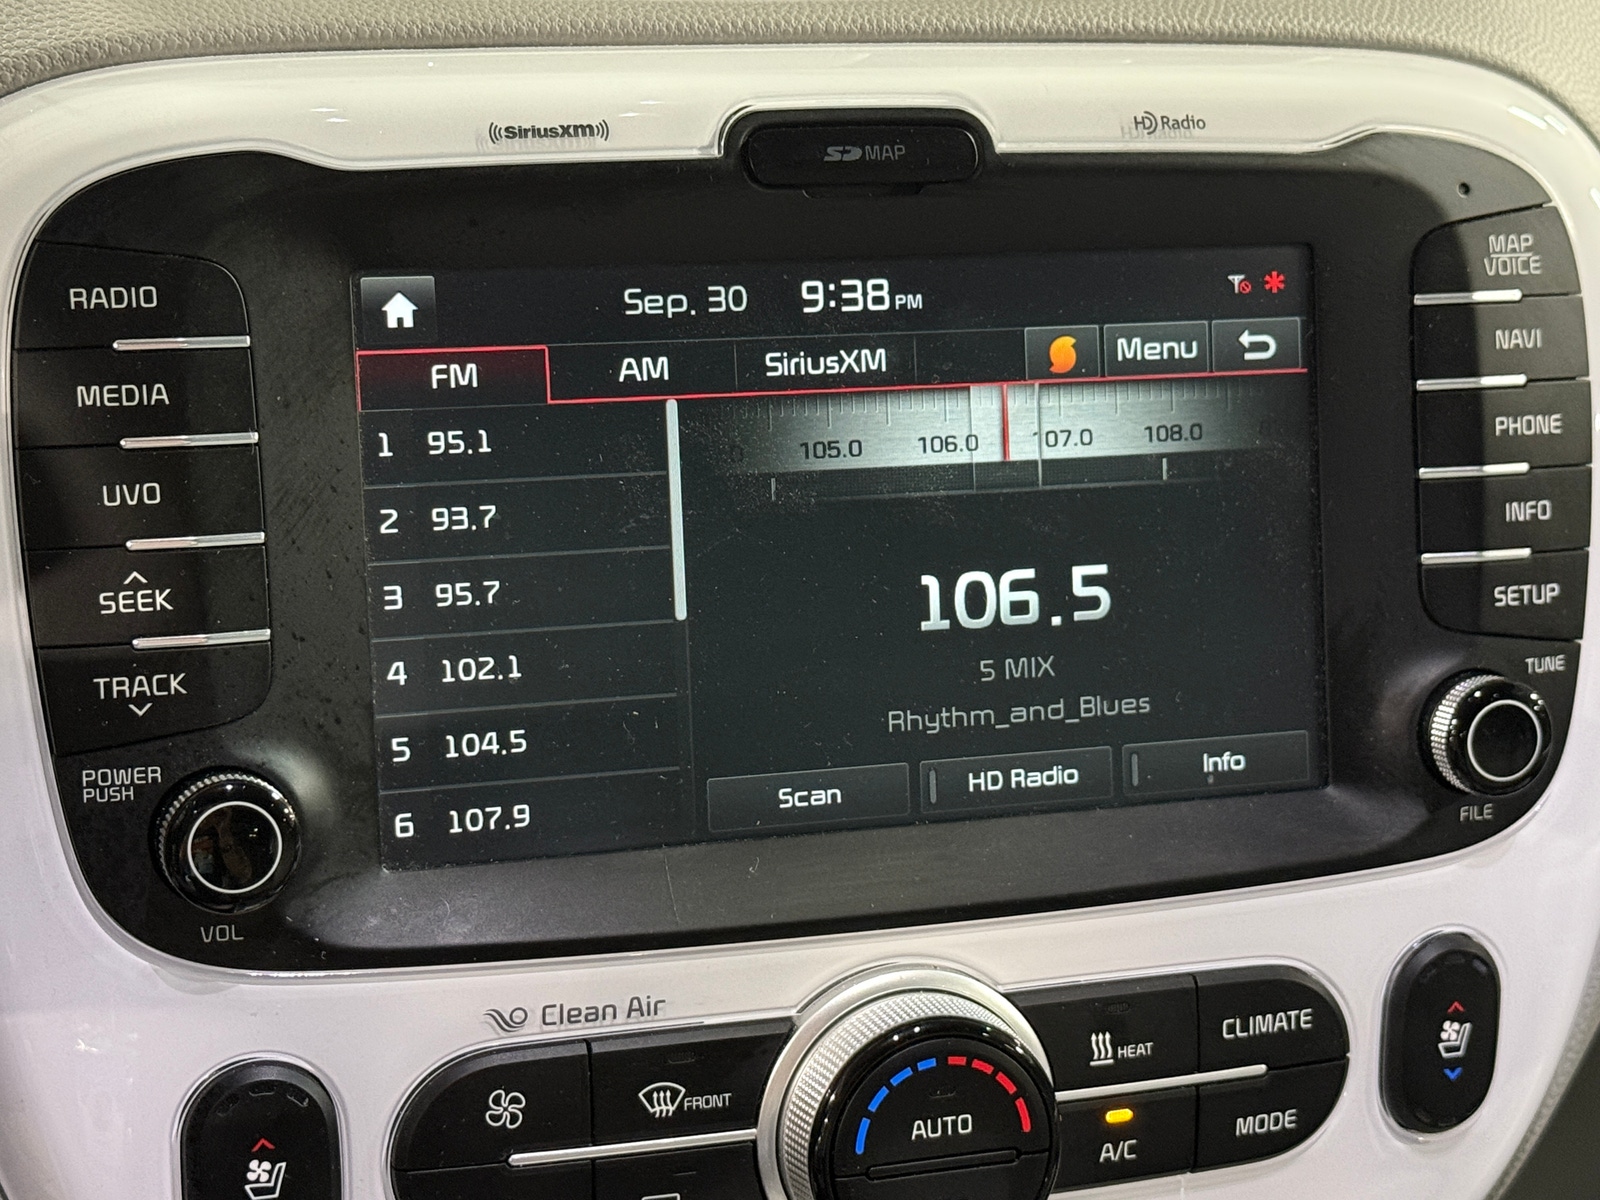 SiriusXM
SD MAP
HD Radio
RADIO
MEDIA
UVO
SEEK
TRACK
POWER
PUSH
VOL
Sep. 30 9:38 PM
FM AM SiriusXM Menu
105.0 106.0 107.0 108.0
1 95.1
2 93.7
3 95.7
4 102.1
5 104.5
6 107.9
106.5
5 MIX
Rhythm_and_Blues
Scan HD Radio Info
MAP
VOICE
NAVI
PHONE
INFO
SETUP
TUNE
FILE
Clean Air
FRONT
AUTO
HEAT
CLIMATE
A/C
MODE